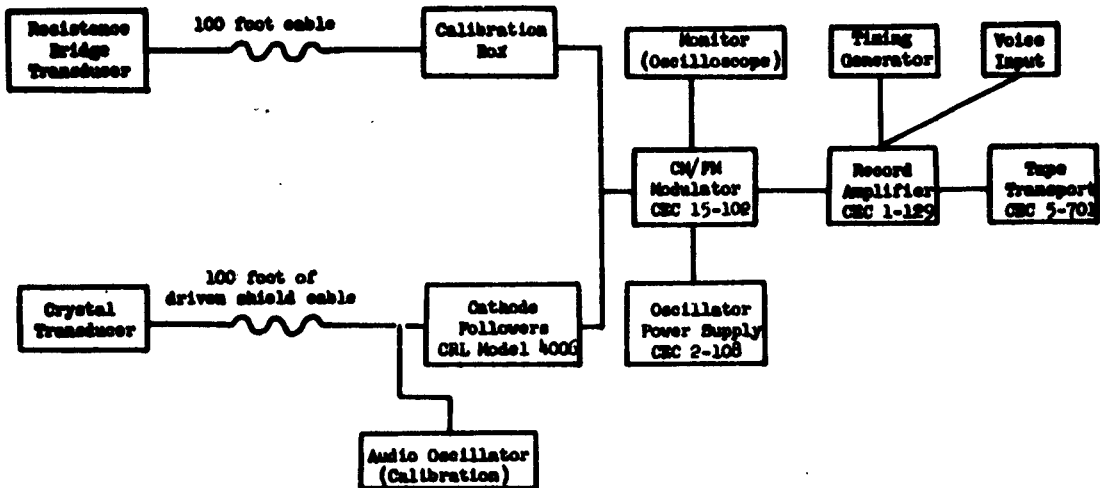 Resistance
Bridge
Transducer
100 foot cable
Calibration
Box
Monitor
(Oscilloscope)
Timing
Generator
Voice
Input
CM/FM
Modulator
CEC 15-102
Record
Amplifier
CEC 1-129
Tape
Transport
CEC 5-701
Crystal
Transducer
100 foot of
driven shield cable
Cathode
Followers
CRL Model 400G
Oscillator
Power Supply
CEC 2-108
Audio Oscillator
(Calibration)